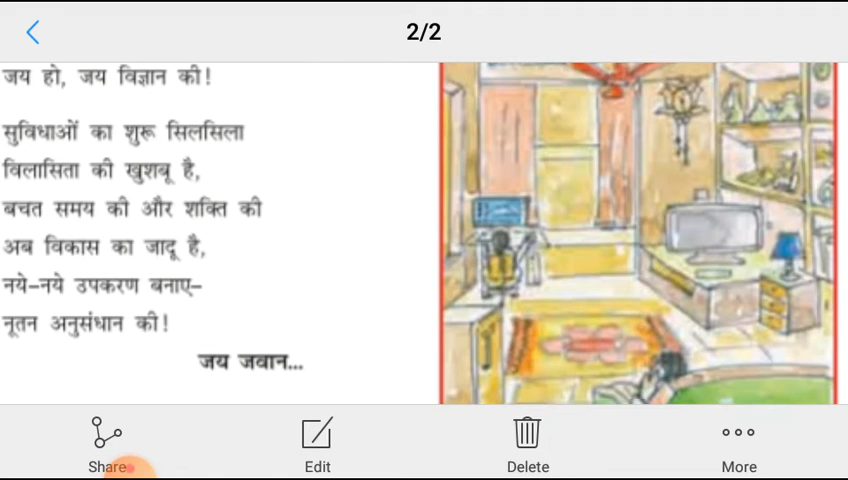 2/2
जय हो, जय विज्ञान की!
सुविधाओं का शुरू सिलसिला
विलासिता की खुशबू है,
बचत समय की और शक्ति की
अब विकास का जादू है,
नये-नये उपकरण बनाए-
नूतन अनुसंधान की!
जय जवान...
Share Edit Delete More